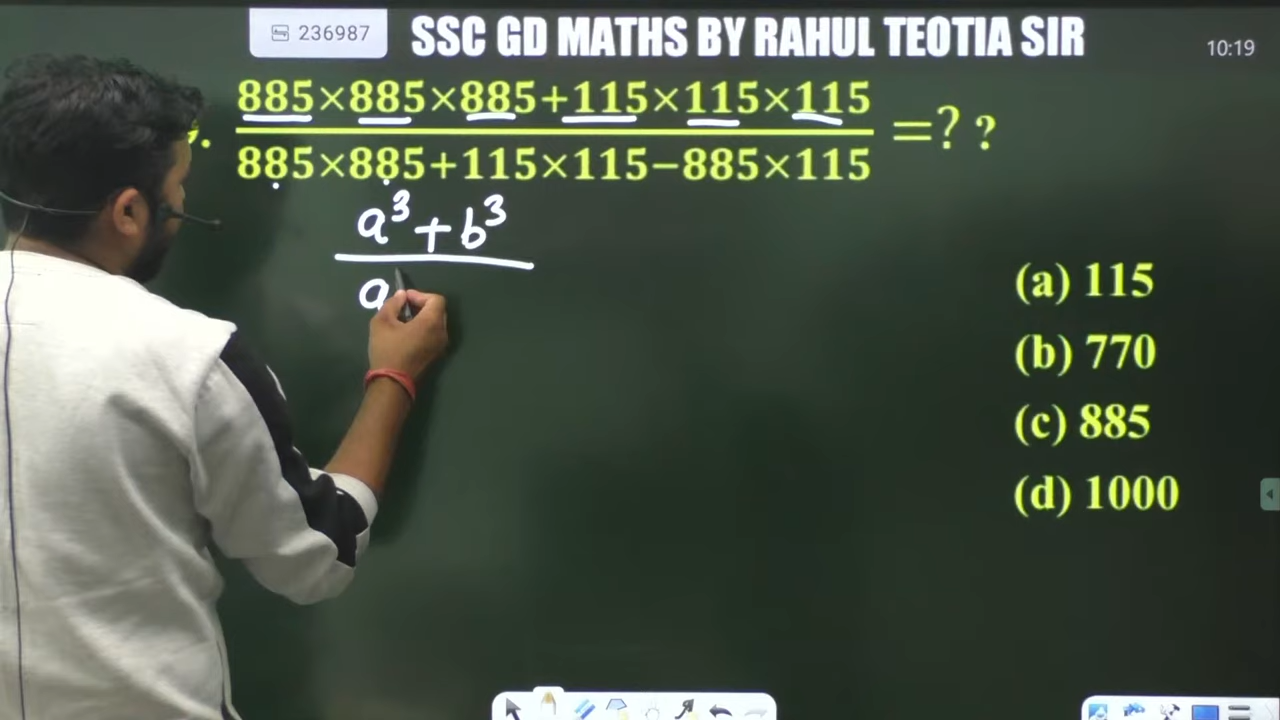 236987
SSC GD MATHS BY RAHUL TEOTIA SIR
10:19
885×885×885+115×115×115
885×885+115×115−885×115
=? ?
a³+b³
a
(a) 115
(b) 770
(c) 885
(d) 1000